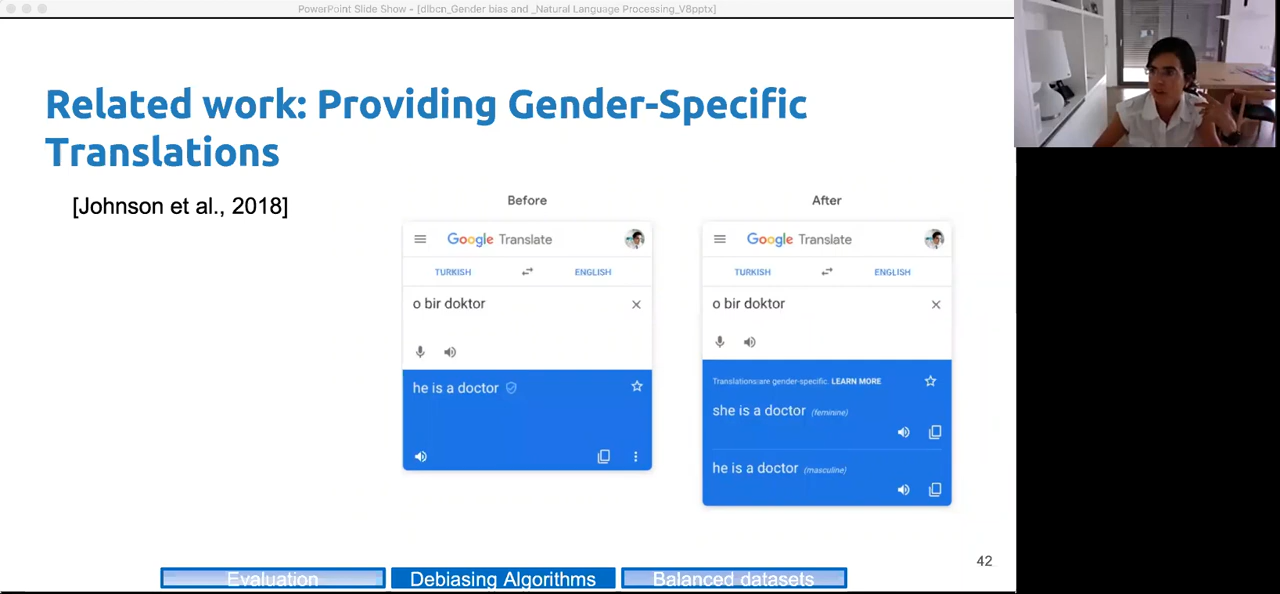 PowerPoint Slide Show - [dlbcn_Gender bias and _Natural Language Processing_V8pptx]
Related work: Providing Gender-Specific
Translations
[Johnson et al., 2018]
Before
Google Translate
TURKISH
ENGLISH
o bir doktor
he is a doctor
After
Google Translate
TURKISH
ENGLISH
o bir doktor
Translations are gender-specific. LEARN MORE
she is a doctor (feminine)
he is a doctor (masculine)
42
Evaluation
Debiasing Algorithms
Balanced datasets